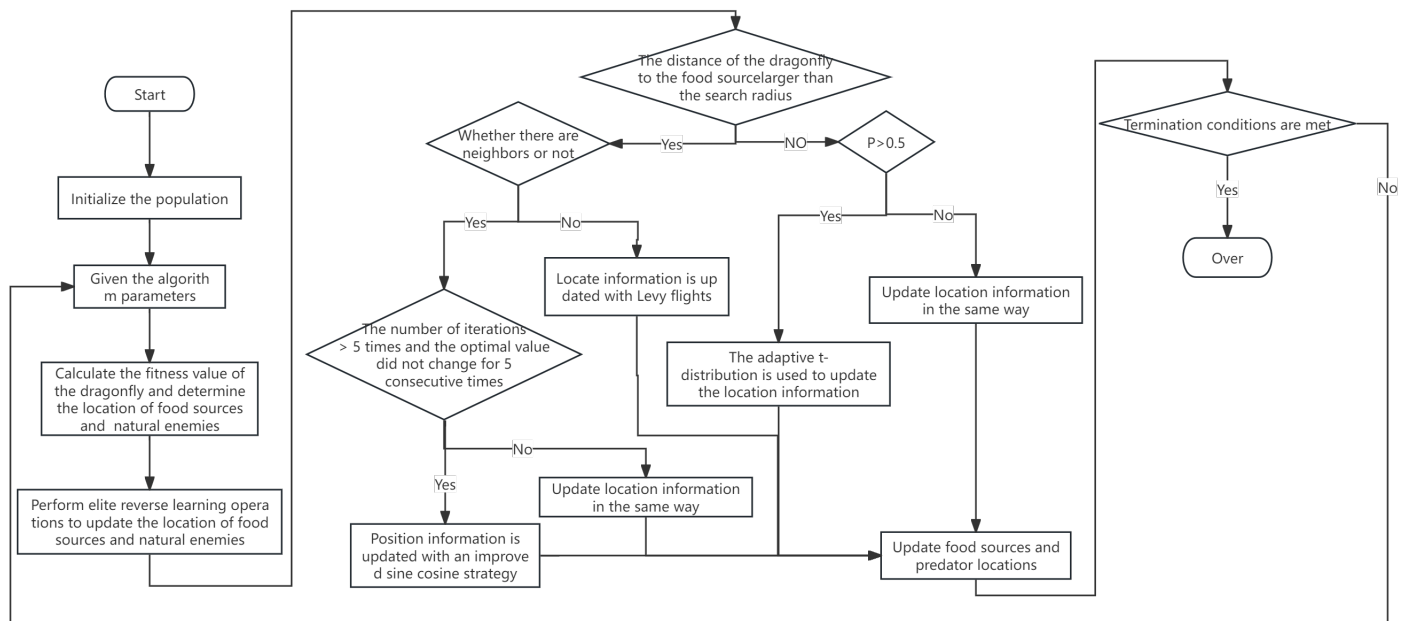 Start
Initialize the population
Given the algorith
m parameters
Calculate the fitness value of
the dragonfly and determine
the location of food sources
and natural enemies
Perform elite reverse learning opera
tions to update the location of food
sources and natural enemies
The distance of the dragonfly
to the food sourcelarger than
the search radius
Yes
NO
Whether there are
neighbors or not
P>0.5
Yes
No
Yes
No
Locate information is up
dated with Levy flights
Update location information
in the same way
The number of iterations
> 5 times and the optimal value
did not change for 5
consecutive times
The adaptive t-
distribution is used to update
the location information
No
Yes
Update location information
in the same way
Position information is
updated with an improve
d sine cosine strategy
Update food sources and
predator locations
Termination conditions are met
Yes
No
Over